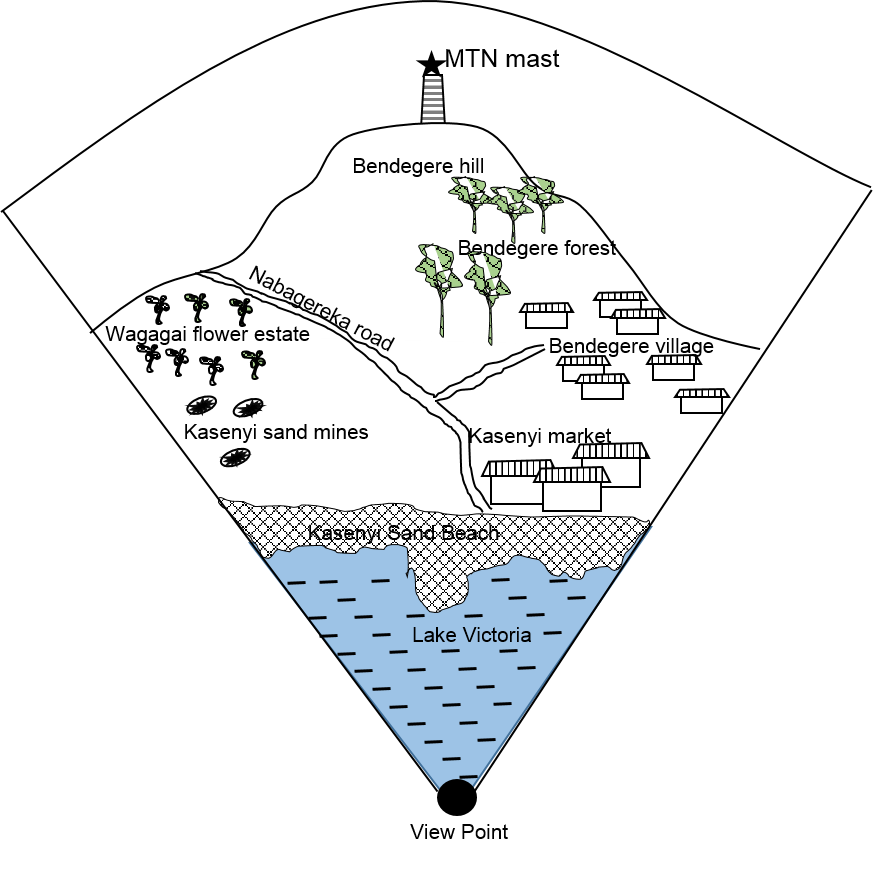 MTN mast
Bendegere hill
Bendegere forest
Nabagereka road
Wagagai flower estate
Bendegere village
Kasenyi sand mines
Kasenyi market
Kasenyi Sand Beach
Lake Victoria
View Point